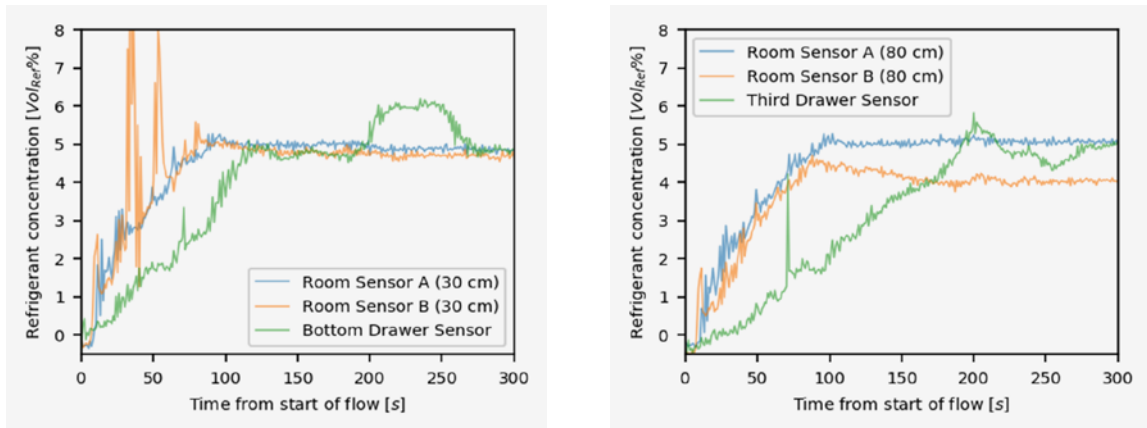 Refrigerant concentration [Vol_Ref%]
8
7
6
5
4
3
2
1
0
Room Sensor A (30 cm)
Room Sensor B (30 cm)
Bottom Drawer Sensor
0 50 100 150 200 250 300
Time from start of flow [s]
Refrigerant concentration [Vol_Ref%]
8
7
6
5
4
3
2
1
0
Room Sensor A (80 cm)
Room Sensor B (80 cm)
Third Drawer Sensor
0 50 100 150 200 250 300
Time from start of flow [s]